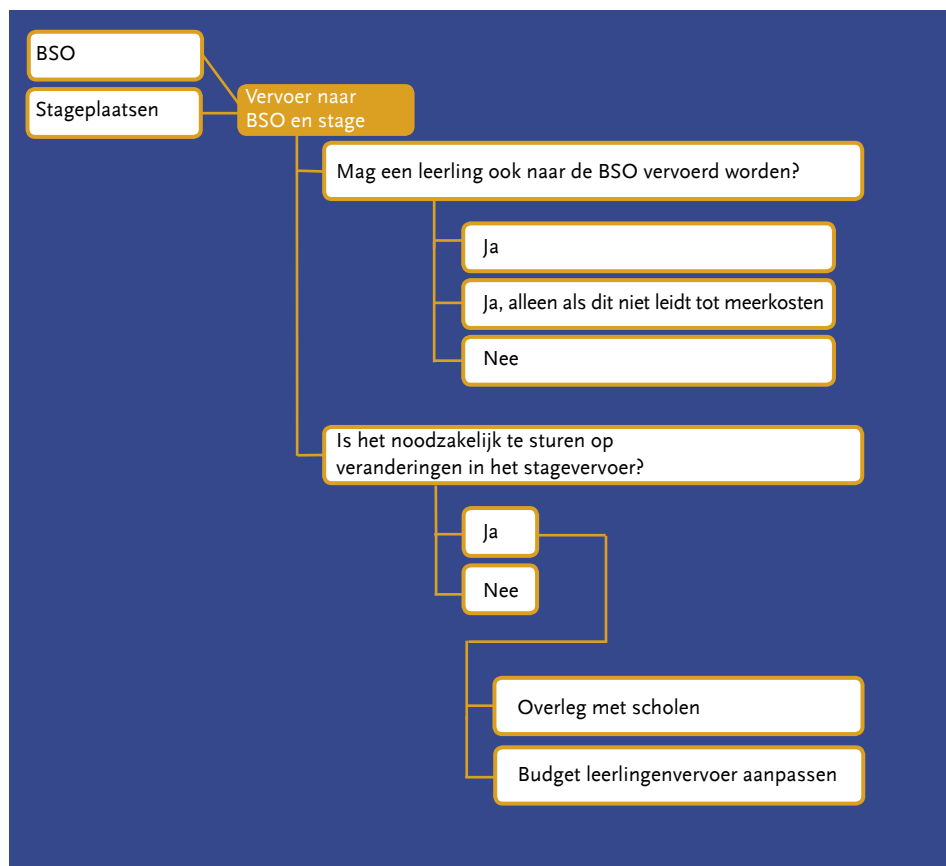 BSO
Stageplaatsen
Vervoer naar
BSO en stage
Mag een leerling ook naar de BSO vervoerd worden?
Ja
Ja, alleen als dit niet leidt tot meerkosten
Nee
Is het noodzakelijk te sturen op
veranderingen in het stagevervoer?
Ja
Nee
Overleg met scholen
Budget leerlingenvervoer aanpassen